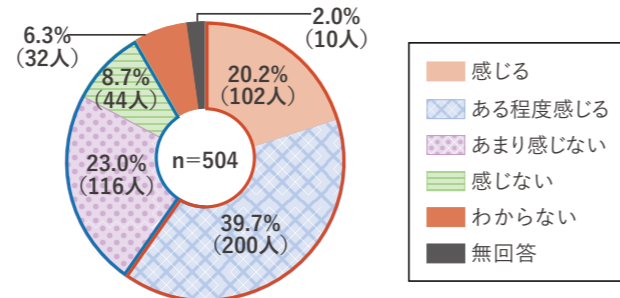 2.0%
（10人）
6.3%
（32人）
8.7%
（44人）
20.2%
（102人）
23.0%
（116人）
n=504
39.7%
（200人）
感じる
ある程度感じる
あまり感じない
感じない
わからない
無回答